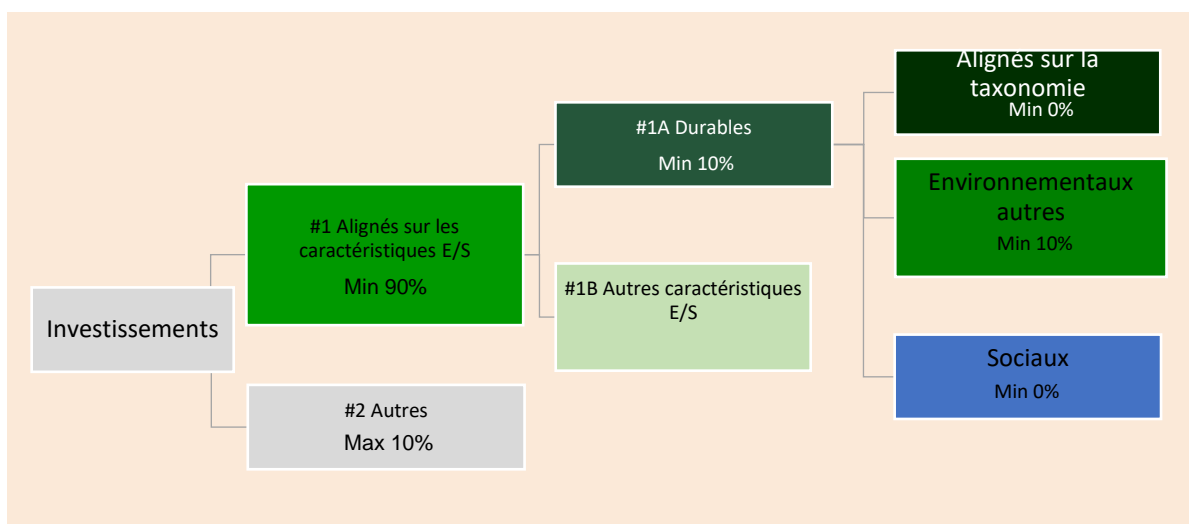 Investissements
#1 Alignés sur les
caractéristiques E/S
Min 90%
#2 Autres
Max 10%
#1A Durables
Min 10%
#1B Autres caractéristiques
E/S
Alignés sur la
taxonomie
Min 0%
Environnementaux
autres
Min 10%
Sociaux
Min 0%